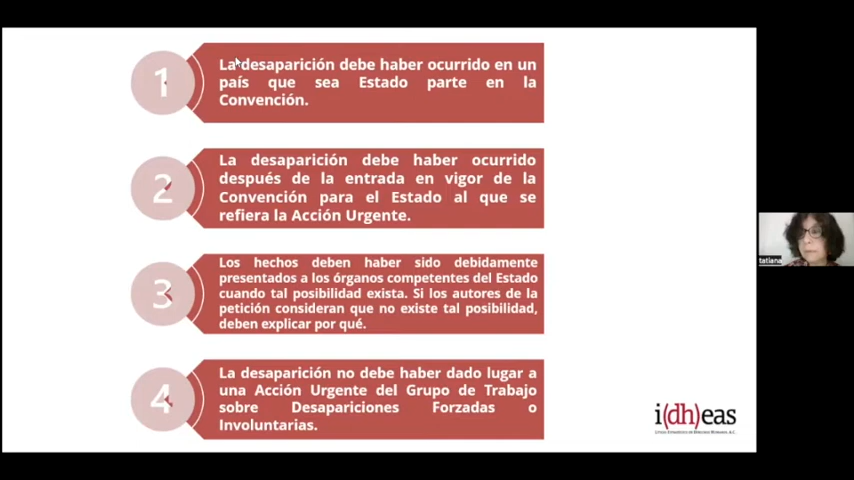 1
La desaparición debe haber ocurrido en un
país que sea Estado parte en la
Convención.
2
La desaparición debe haber ocurrido
después de la entrada en vigor de la
Convención para el Estado al que se
refiera la Acción Urgente.
3
Los hechos deben haber sido debidamente
presentados a los órganos competentes del Estado
cuando tal posibilidad exista. Si los autores de la
petición consideran que no existe tal posibilidad,
deben explicar por qué.
4
La desaparición no debe haber dado lugar a
una Acción Urgente del Grupo de Trabajo
sobre Desapariciones Forzadas o
Involuntarias.
tatiana
i(dh)eas